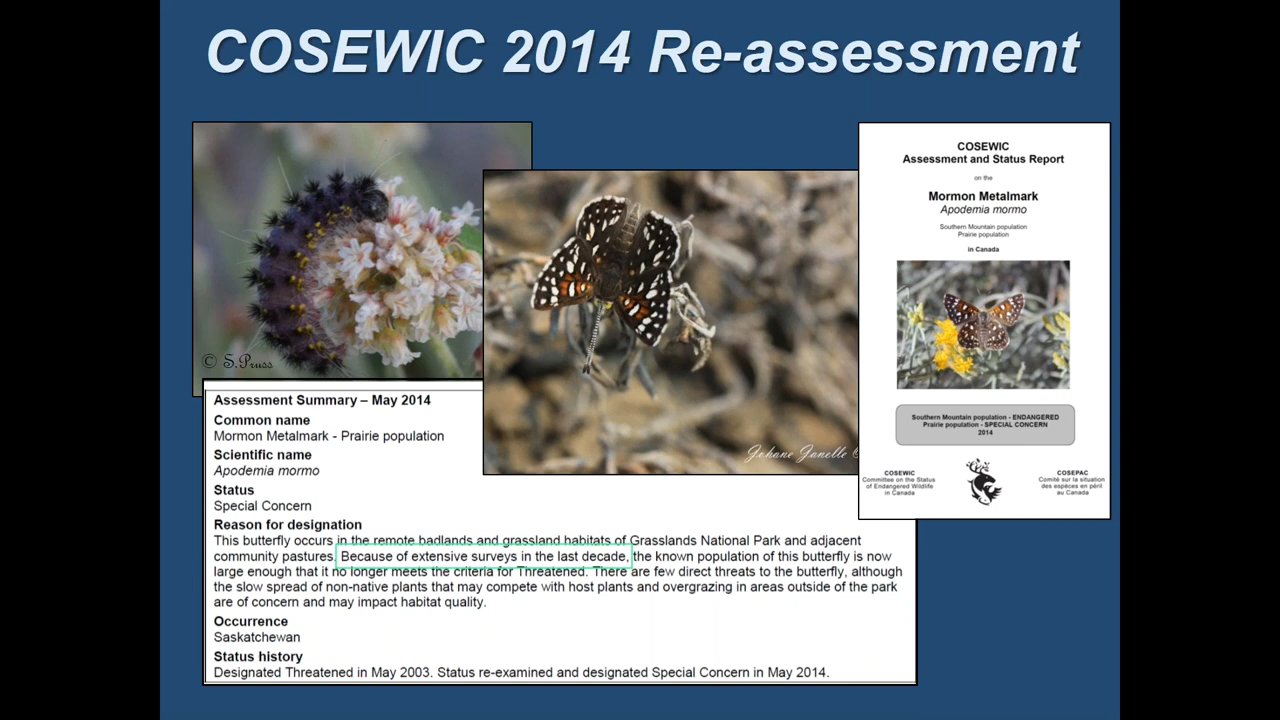 COSEWIC 2014 Re-assessment
© S.Pruss
Johane Janelle ©
COSEWIC
Assessment and Status Report
on the
Mormon Metalmark
Apodemia mormo
Southern Mountain population
Prairie population
in Canada
Southern Mountain population - ENDANGERED
Prairie population - SPECIAL CONCERN
2014
COSEWIC
Committee on the Status
of Endangered Wildlife
in Canada
COSEPAC
Comité sur la situation
des espèces en péril
au Canada
Assessment Summary – May 2014
Common name
Mormon Metalmark - Prairie population
Scientific name
Apodemia mormo
Status
Special Concern
Reason for designation
This butterfly occurs in the remote badlands and grassland habitats of Grasslands National Park and adjacent
community pastures. Because of extensive surveys in the last decade, the known population of this butterfly is now
large enough that it no longer meets the criteria for Threatened. There are few direct threats to the butterfly, although
the slow spread of non-native plants that may compete with host plants and overgrazing in areas outside of the park
are of concern and may impact habitat quality.
Occurrence
Saskatchewan
Status history
Designated Threatened in May 2003. Status re-examined and designated Special Concern in May 2014.